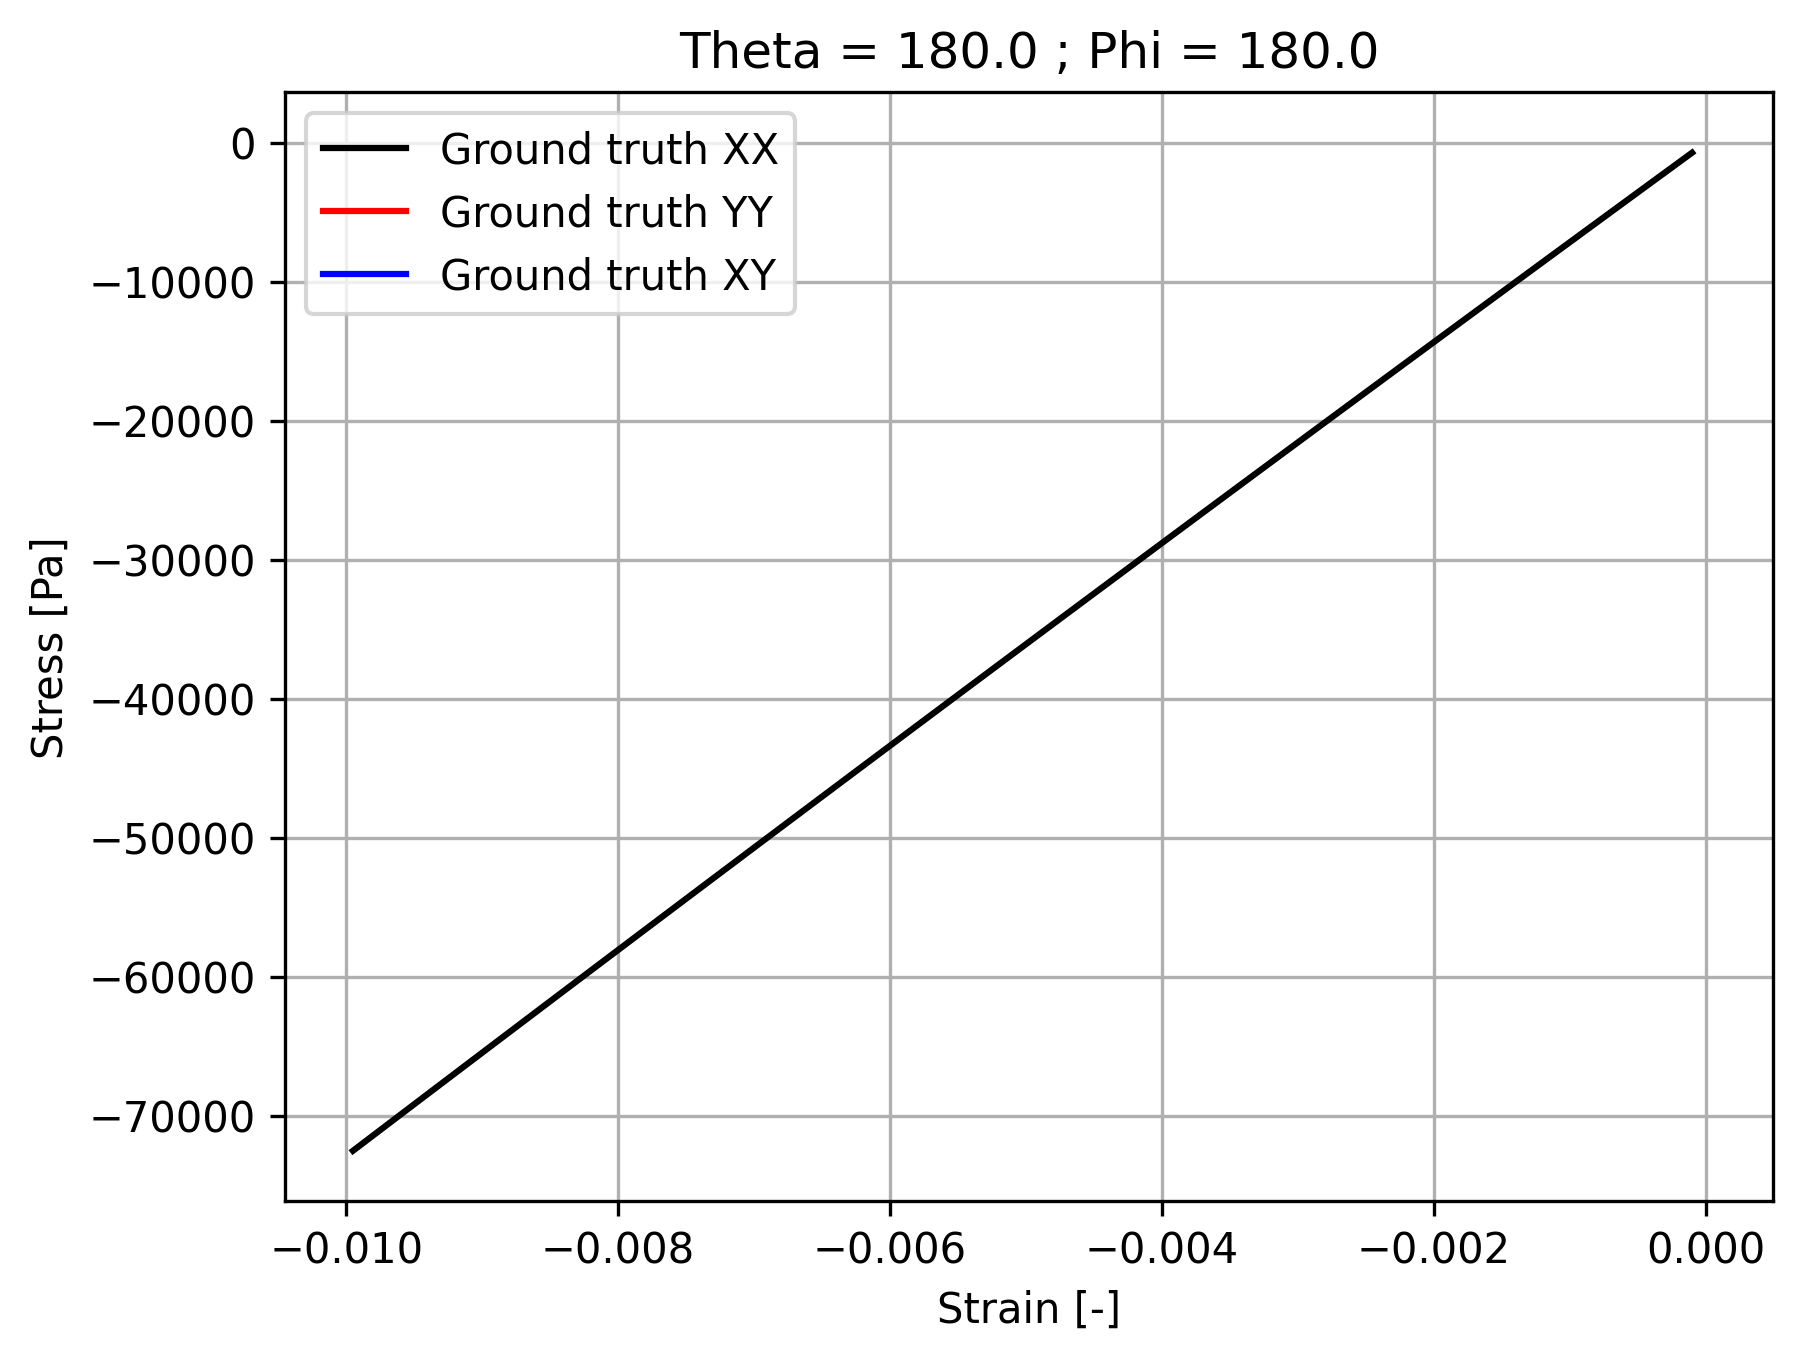 Theta = 180.0 ; Phi = 180.0
Ground truth XX
Ground truth YY
Ground truth XY
0
−10000
−20000
−30000
−40000
−50000
−60000
−70000
Stress [Pa]
−0.010 −0.008 −0.006 −0.004 −0.002 0.000
Strain [-]